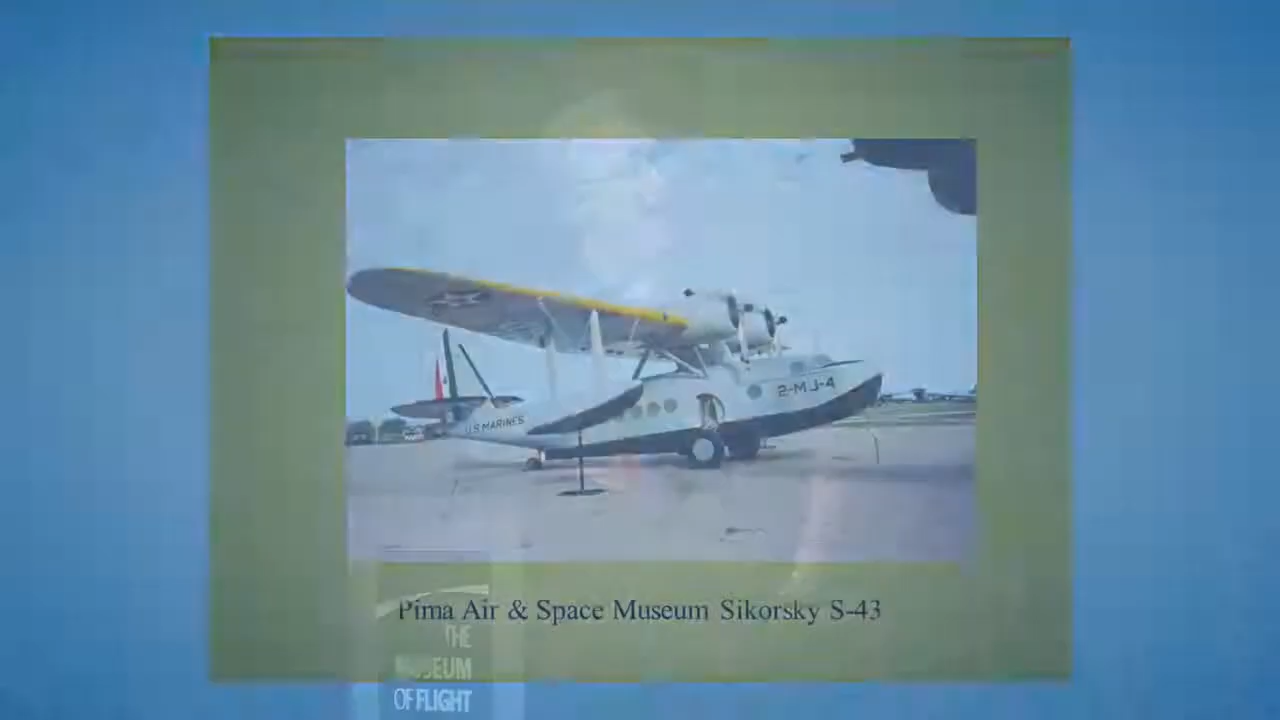 2-MJ-4
U.S. MARINES
Pima Air & Space Museum Sikorsky S-43
THE
MUSEUM
OF FLIGHT